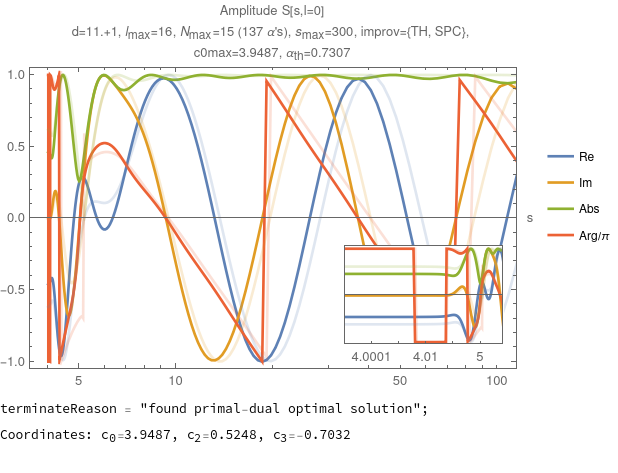 Amplitude S[s,l=0]
d=11.+1, lmax=16, Nmax=15 (137 α's), smax=300, improv={TH, SPC},
c0max=3.9487, αth=0.7307
1.0
0.5
0.0
−0.5
−1.0
5
10
50
100
s
4.0001
4.01
5
Re
Im
Abs
Arg/π
terminateReason = "found primal-dual optimal solution";
Coordinates: c0=3.9487, c2=0.5248, c3=-0.7032